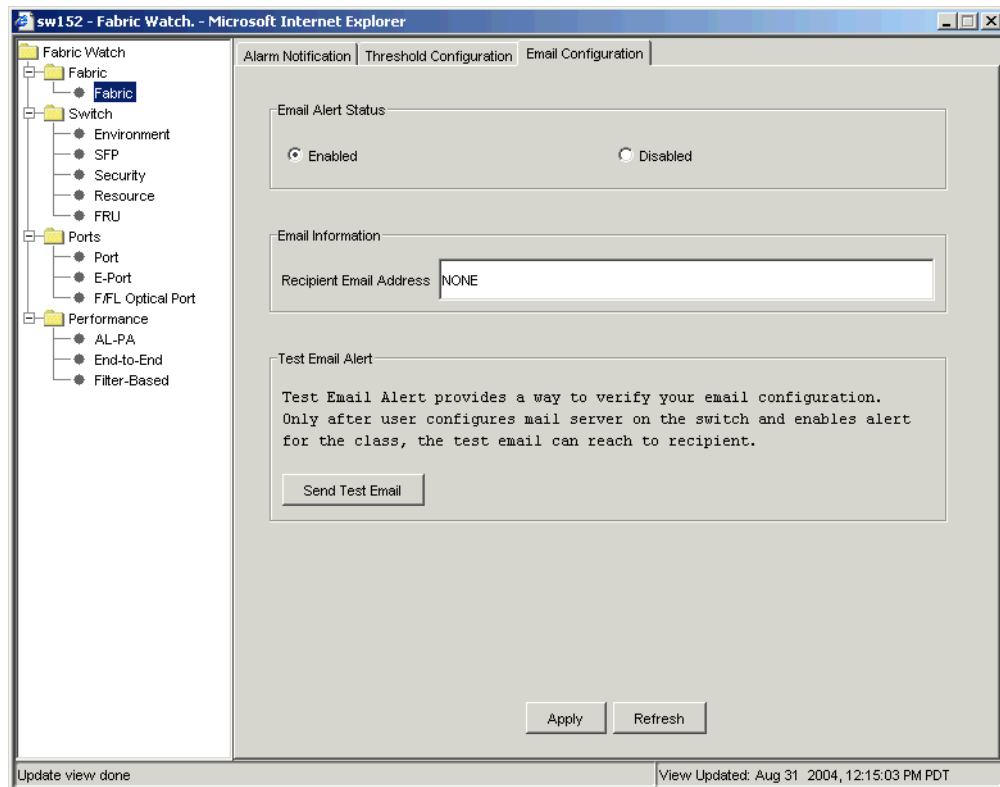 sw152 - Fabric Watch. - Microsoft Internet Explorer
Fabric Watch
Fabric
Fabric
Switch
Environment
SFP
Security
Resource
FRU
Ports
Port
E-Port
F/FL Optical Port
Performance
AL-PA
End-to-End
Filter-Based
Alarm Notification
Threshold Configuration
Email Configuration
Email Alert Status
Enabled
Disabled
Email Information
Recipient Email Address
NONE
Test Email Alert
Test Email Alert provides a way to verify your email configuration.
Only after user configures mail server on the switch and enables alert
for the class, the test email can reach to recipient.
Send Test Email
Apply
Refresh
Update view done
View Updated: Aug 31 2004, 12:15:03 PM PDT